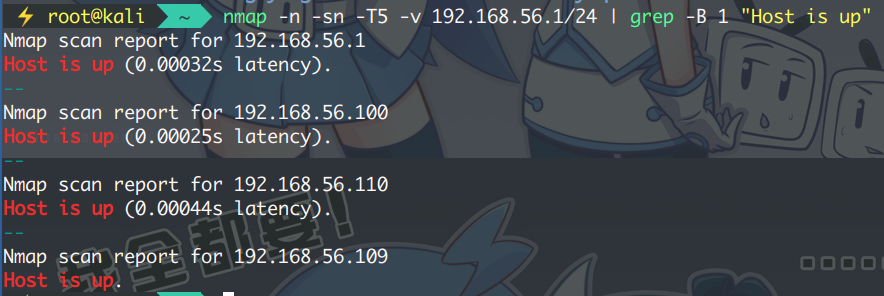 ⚡ root@kali ~ nmap -n -sn -T5 -v 192.168.56.1/24 | grep -B 1 "Host is up"
Nmap scan report for 192.168.56.1
Host is up (0.00032s latency).
--
Nmap scan report for 192.168.56.100
Host is up (0.00025s latency).
--
Nmap scan report for 192.168.56.110
Host is up (0.00044s latency).
--
Nmap scan report for 192.168.56.109
Host is up.
全都要!